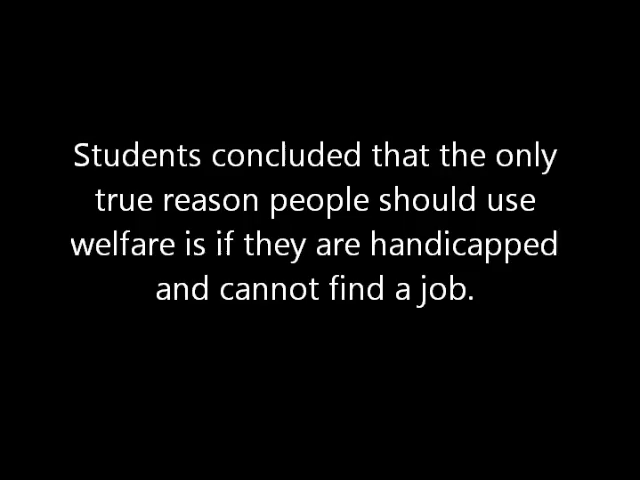 Students concluded that the only
true reason people should use
welfare is if they are handicapped
and cannot find a job.